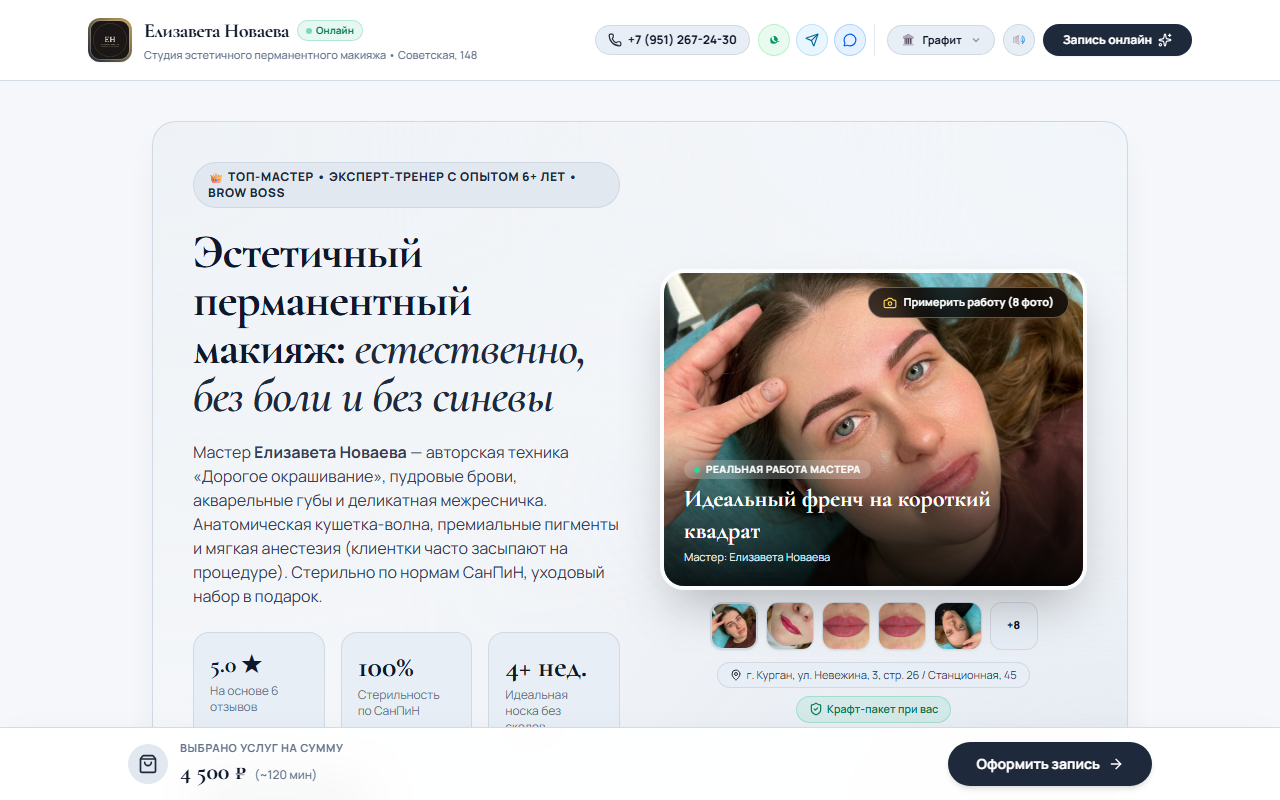 ЕН
Елизавета Новаева
Онлайн
Студия эстетичного перманентного макияжа • Советская, 148
+7 (951) 267-24-30
Графит
Запись онлайн
ТОП-МАСТЕР • ЭКСПЕРТ-ТРЕНЕР С ОПЫТОМ 6+ ЛЕТ •
BROW BOSS
Эстетичный
перманентный
макияж: естественно,
без боли и без синевы
Мастер Елизавета Новаева — авторская техника
«Дорогое окрашивание», пудровые брови,
акварельные губы и деликатная межресничка.
Анатомическая кушетка-волна, премиальные пигменты
и мягкая анестезия (клиентки часто засыпают на
процедуре). Стерильно по нормам СанПиН, уходовый
набор в подарок.
5.0 ★
На основе 6
отзывов
100%
Стерильность
по СанПиН
4+ нед.
Идеальная
носка без
сколов
Примерить работу (8 фото)
РЕАЛЬНАЯ РАБОТА МАСТЕРА
Идеальный френч на короткий
квадрат
Мастер: Елизавета Новаева
+8
г. Курган, ул. Невежина, 3, стр. 26 / Станционная, 45
Крафт-пакет при вас
ВЫБРАНО УСЛУГ НА СУММУ
4 500 ₽ (~120 мин)
Оформить запись